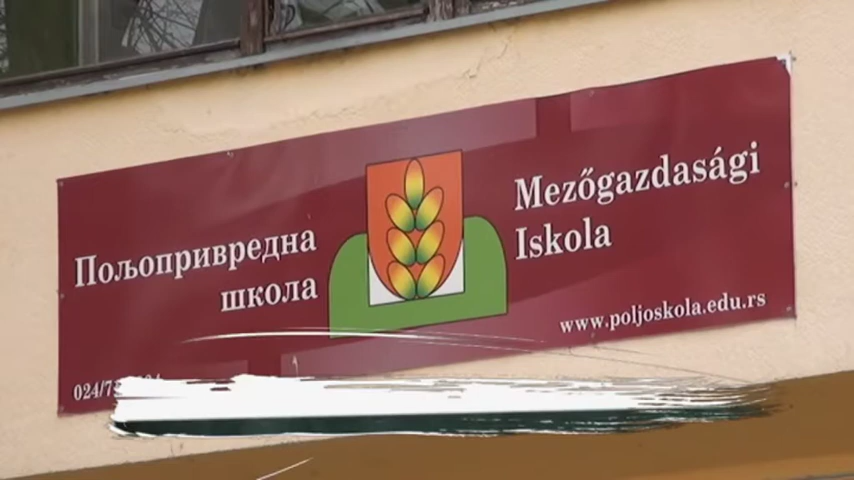 Пољопривредна
школа
Mezőgazdasági
Iskola
www.poljoskola.edu.rs